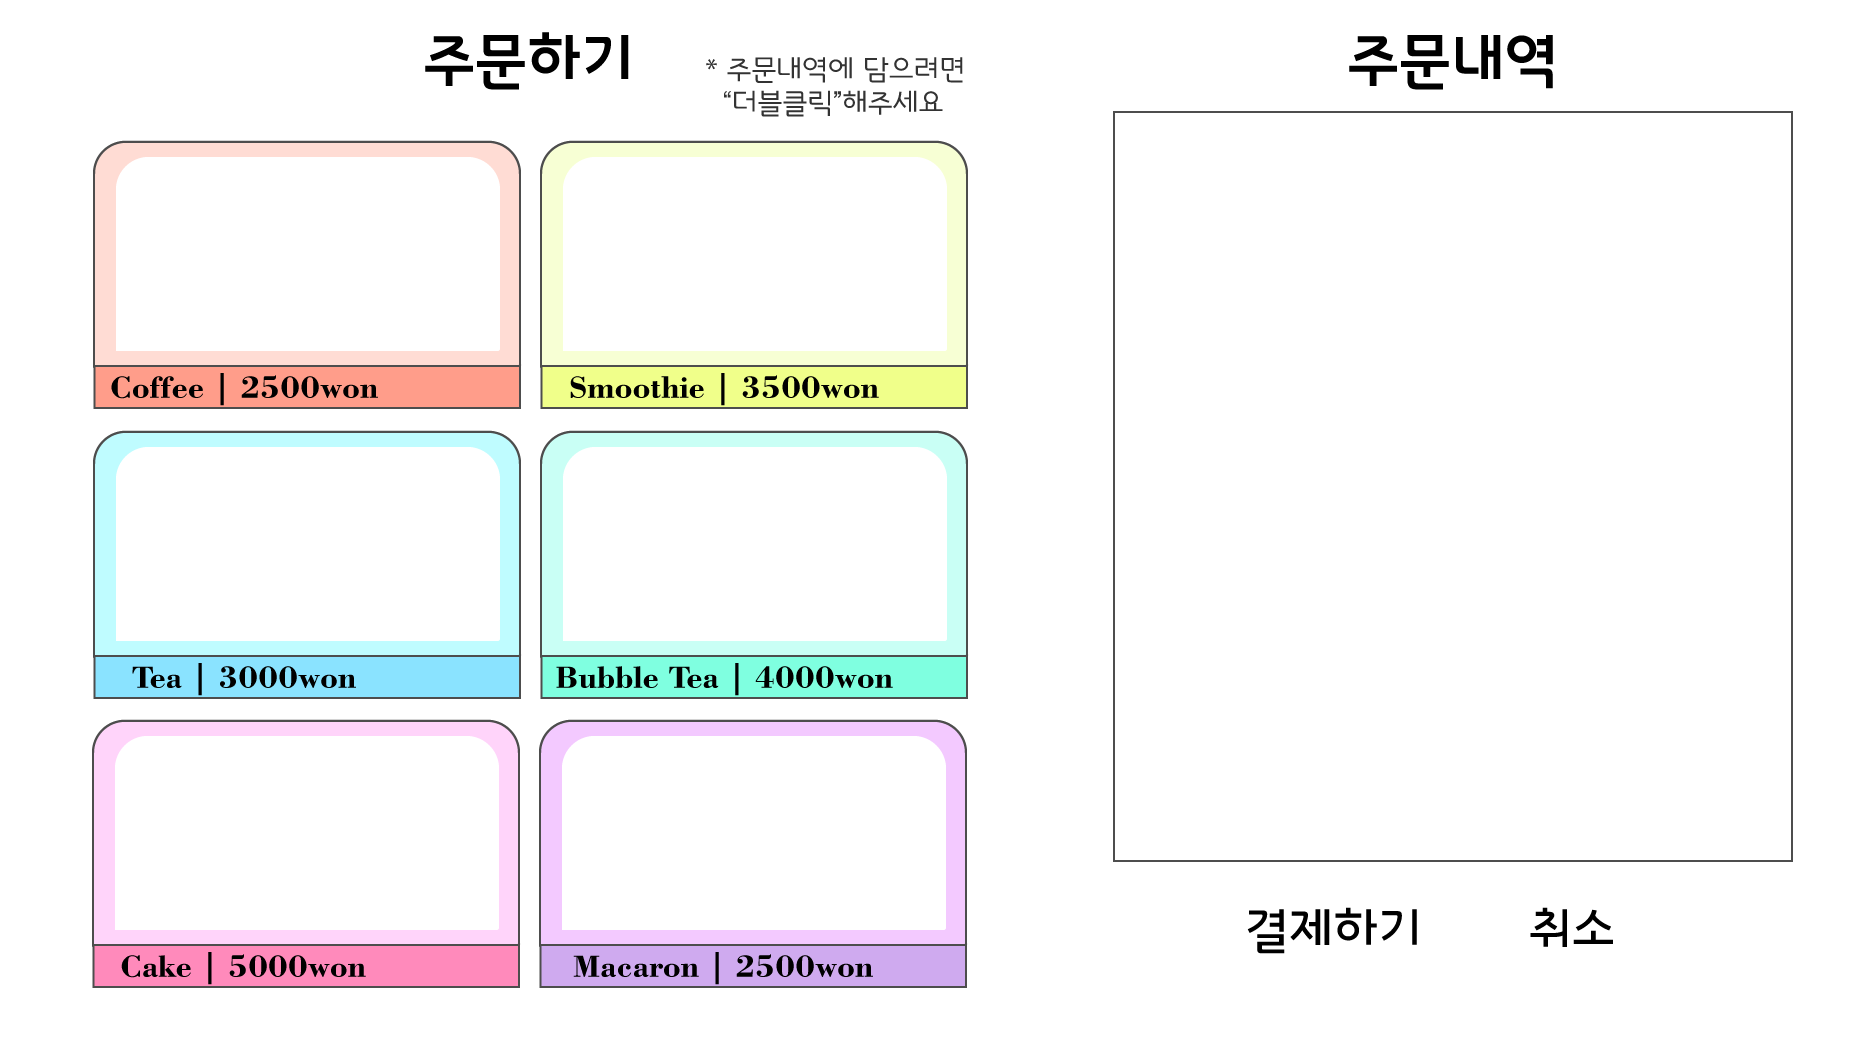 주문하기
* 주문내역에 담으려면
“더블클릭”해주세요
Coffee | 2500won
Smoothie | 3500won
Tea | 3000won
Bubble Tea | 4000won
Cake | 5000won
Macaron | 2500won
주문내역
결제하기
취소